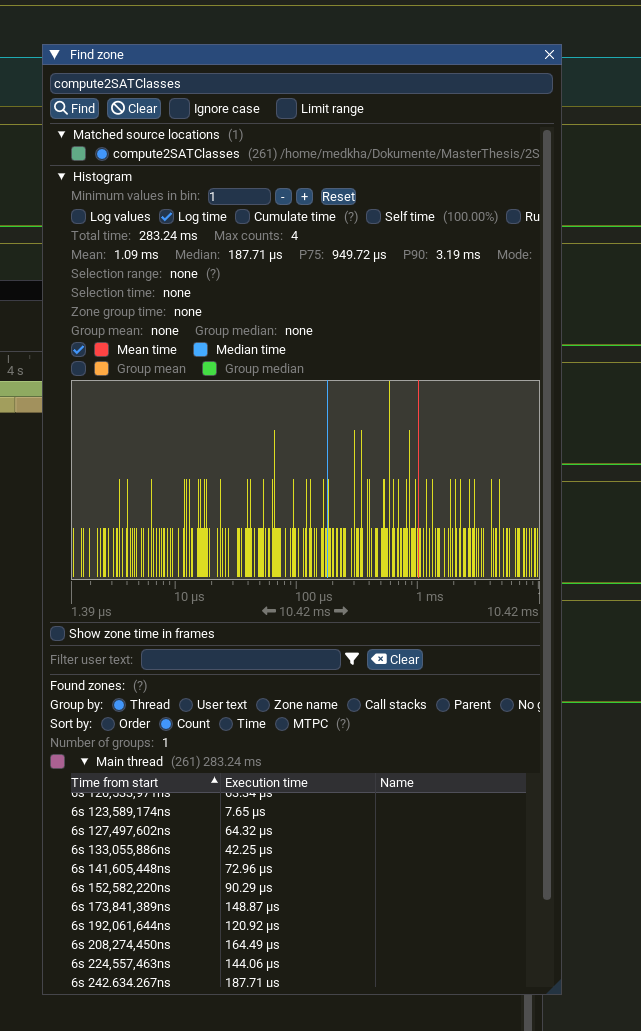 Find zone
compute2SATClasses
Find Clear Ignore case Limit range
Matched source locations (1)
compute2SATClasses (261) /home/medkha/Dokumente/MasterThesis/2S
Histogram
Minimum values in bin: 1 - + Reset
Log values Log time Cumulate time (?) Self time (100.00%) Ru
Total time: 283.24 ms Max counts: 4
Mean: 1.09 ms Median: 187.71 µs P75: 949.72 µs P90: 3.19 ms Mode:
Selection range: none (?)
Selection time: none
Zone group time: none
Group mean: none Group median: none
Mean time Median time
4 s
Group mean Group median
10 µs 100 µs 1 ms
1.39 µs 10.42 ms 10.42 ms
Show zone time in frames
Filter user text: Clear
Found zones: (?)
Group by: Thread User text Zone name Call stacks Parent No g
Sort by: Order Count Time MTPC (?)
Number of groups: 1
Main thread (261) 283.24 ms
Time from start Execution time Name
6s 123,589,174ns 7.65 µs
6s 127,497,602ns 64.32 µs
6s 133,055,886ns 42.25 µs
6s 141,605,448ns 72.96 µs
6s 152,582,220ns 90.29 µs
6s 173,841,389ns 148.87 µs
6s 192,061,644ns 120.92 µs
6s 208,274,450ns 164.49 µs
6s 224,557,463ns 144.06 µs
6s 242,634,267ns 187.71 µs